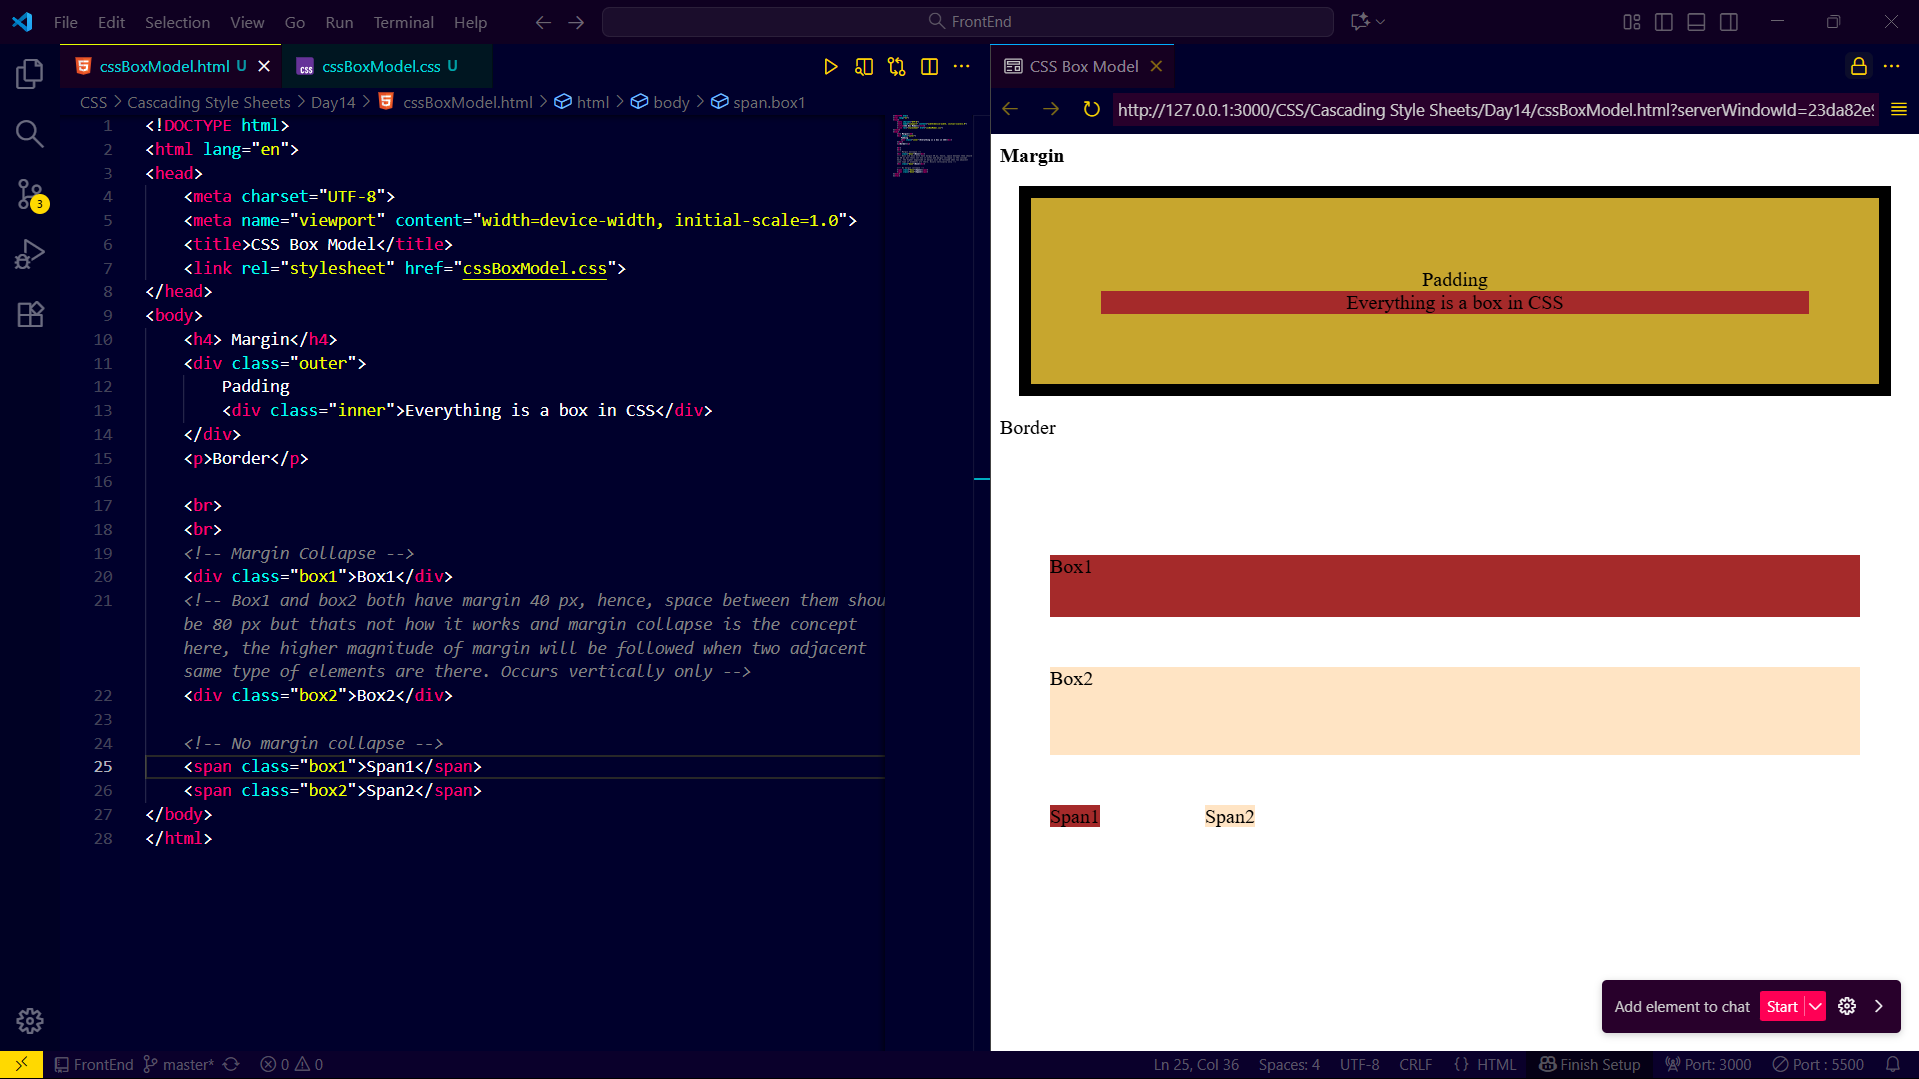 File Edit Selection View Go Run Terminal Help
FrontEnd
cssBoxModel.html U
cssBoxModel.css U
CSS > Cascading Style Sheets > Day14 > cssBoxModel.html > html > body > span.box1
1 <!DOCTYPE html>
2 <html lang="en">
3 <head>
4 <meta charset="UTF-8">
5 <meta name="viewport" content="width=device-width, initial-scale=1.0">
6 <title>CSS Box Model</title>
7 <link rel="stylesheet" href="cssBoxModel.css">
8 </head>
9 <body>
10 <h4> Margin</h4>
11 <div class="outer">
12 Padding
13 <div class="inner">Everything is a box in CSS</div>
14 </div>
15 <p>Border</p>
16
17 <br>
18 <br>
19 <!-- Margin Collapse -->
20 <div class="box1">Box1</div>
21 <!-- Box1 and box2 both have margin 40 px, hence, space between them shou
be 80 px but thats not how it works and margin collapse is the concept
here, the higher magnitude of margin will be followed when two adjacent
same type of elements are there. Occurs vertically only -->
22 <div class="box2">Box2</div>
23
24 <!-- No margin collapse -->
25 <span class="box1">Span1</span>
26 <span class="box2">Span2</span>
27 </body>
28 </html>
3
CSS Box Model
http://127.0.0.1:3000/CSS/Cascading Style Sheets/Day14/cssBoxModel.html?serverWindowId=23da82e
Margin
Padding
Everything is a box in CSS
Border
Box1
Box2
Span1 Span2
Add element to chat Start
FrontEnd master* 0 0
Ln 25, Col 36 Spaces: 4 UTF-8 CRLF {} HTML Finish Setup Port: 3000 Port : 5500